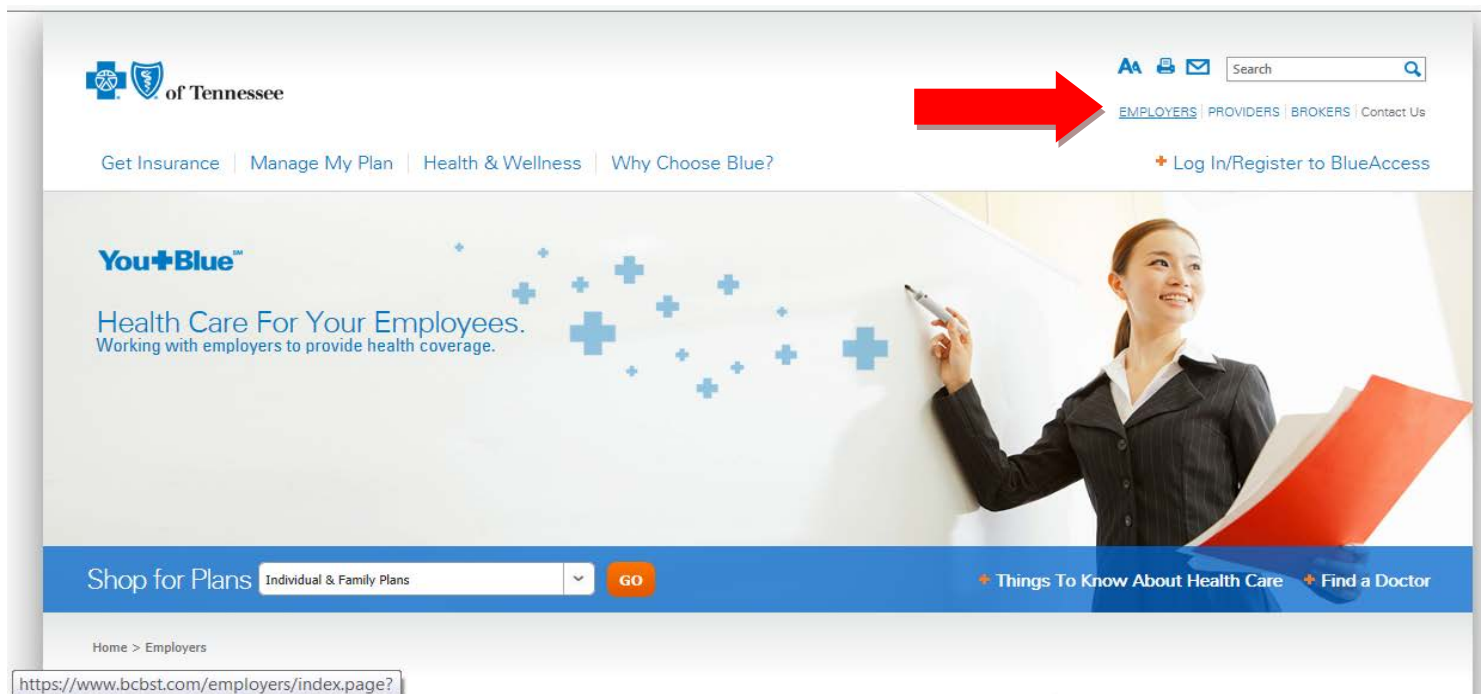 of Tennessee
AA
Search
EMPLOYERS | PROVIDERS | BROKERS | Contact Us
Get Insurance | Manage My Plan | Health & Wellness | Why Choose Blue?
+ Log In/Register to BlueAccess
You+Blue℠
Health Care For Your Employees.
Working with employers to provide health coverage.
Shop for Plans Individual & Family Plans GO
+ Things To Know About Health Care + Find a Doctor
Home > Employers
https://www.bcbst.com/employers/index.page?